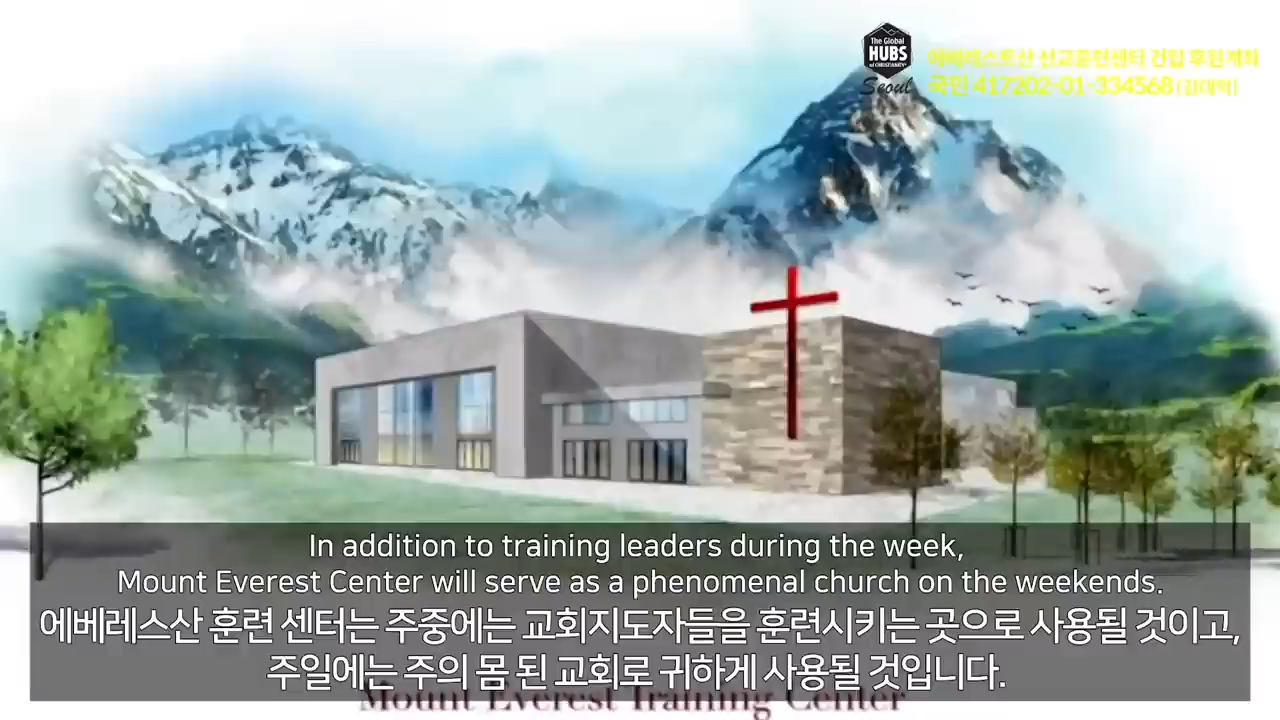 The Global
HUBS
of CHRISTIANITY
Seoul
에베레스트산 선교훈련센터 건립 후원계좌
국민 417202-01-334568 (김대학)
In addition to training leaders during the week,
Mount Everest Center will serve as a phenomenal church on the weekends.
에베레스산 훈련 센터는 주중에는 교회지도자들을 훈련시키는 곳으로 사용될 것이고,
주일에는 주의 몸 된 교회로 귀하게 사용될 것입니다.
Mount Everest Training Center